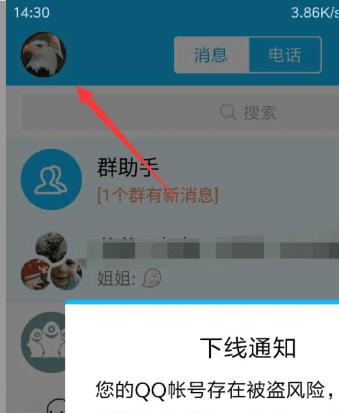 14:30 3.86K/s
消息 电话
搜索
群助手
[1个群有新消息]
姐姐:
下线通知
您的QQ帐号存在被盗风险，